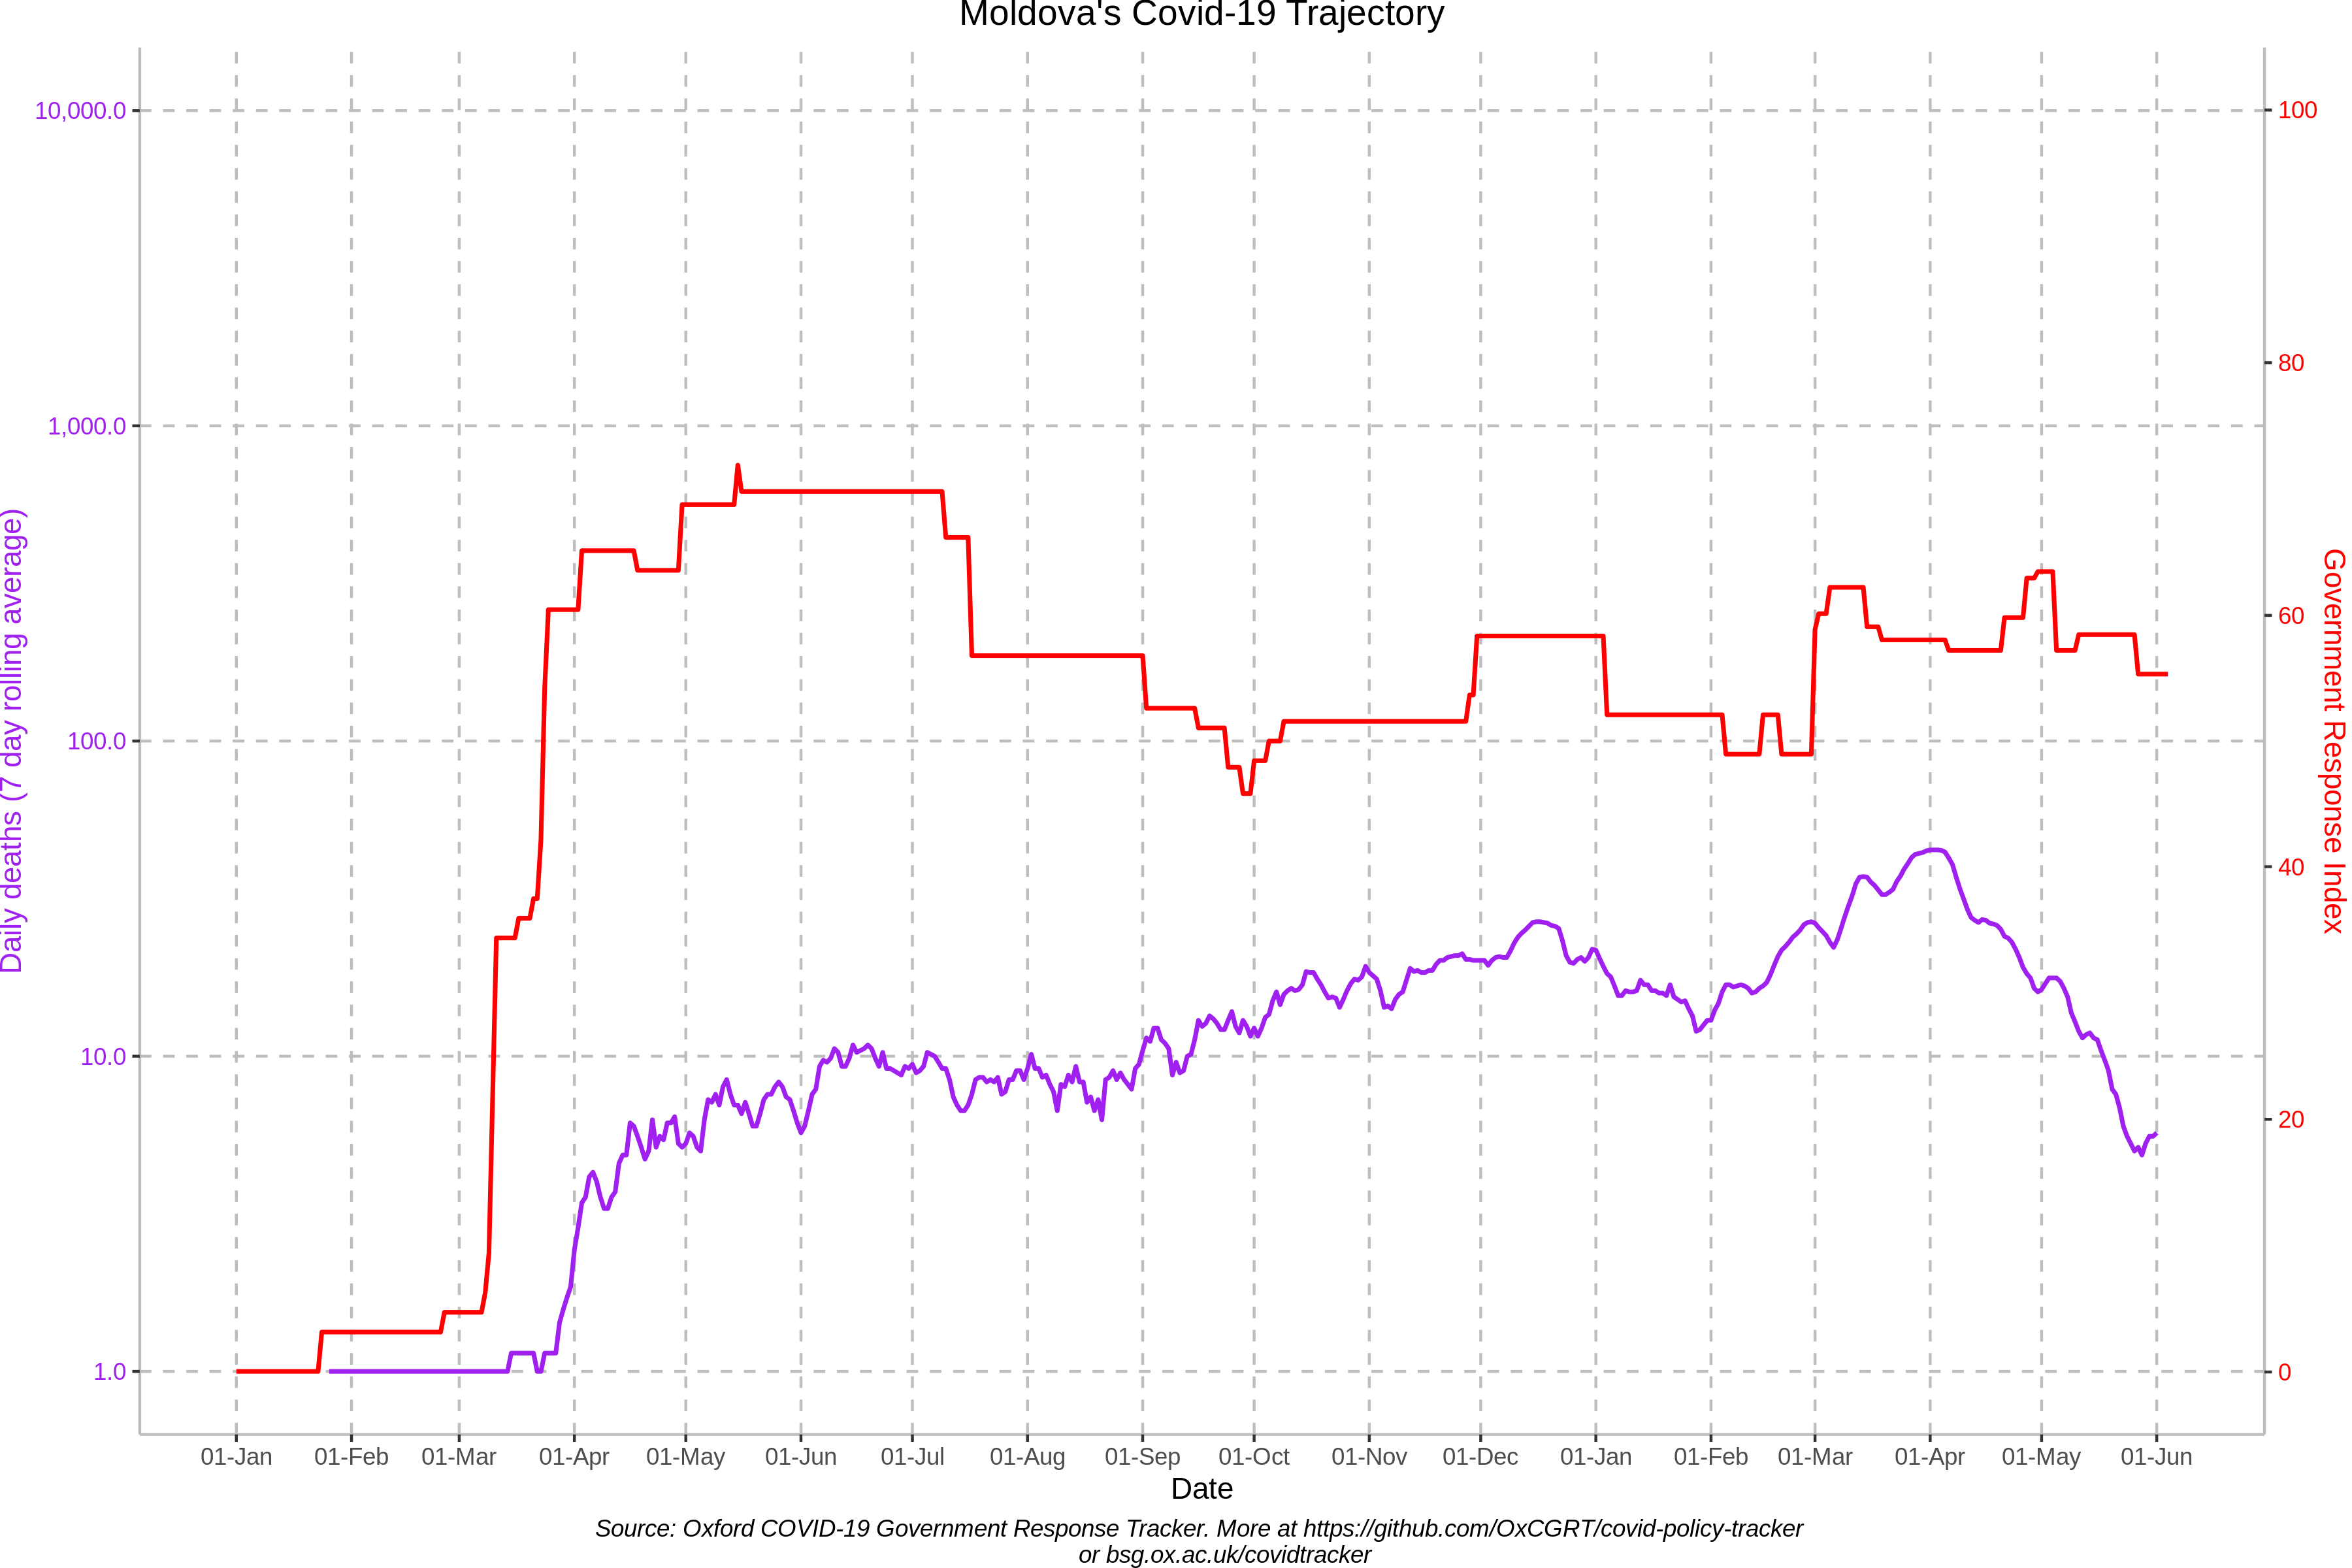 Moldova's Covid-19 Trajectory
10,000.0
1,000.0
100.0
10.0
1.0
Daily deaths (7 day rolling average)
100
80
60
40
20
0
Government Response Index
01-Jan 01-Feb 01-Mar 01-Apr 01-May 01-Jun 01-Jul 01-Aug 01-Sep 01-Oct 01-Nov 01-Dec 01-Jan 01-Feb 01-Mar 01-Apr 01-May 01-Jun
Date
Source: Oxford COVID-19 Government Response Tracker. More at https://github.com/OxCGRT/covid-policy-tracker
or bsg.ox.ac.uk/covidtracker